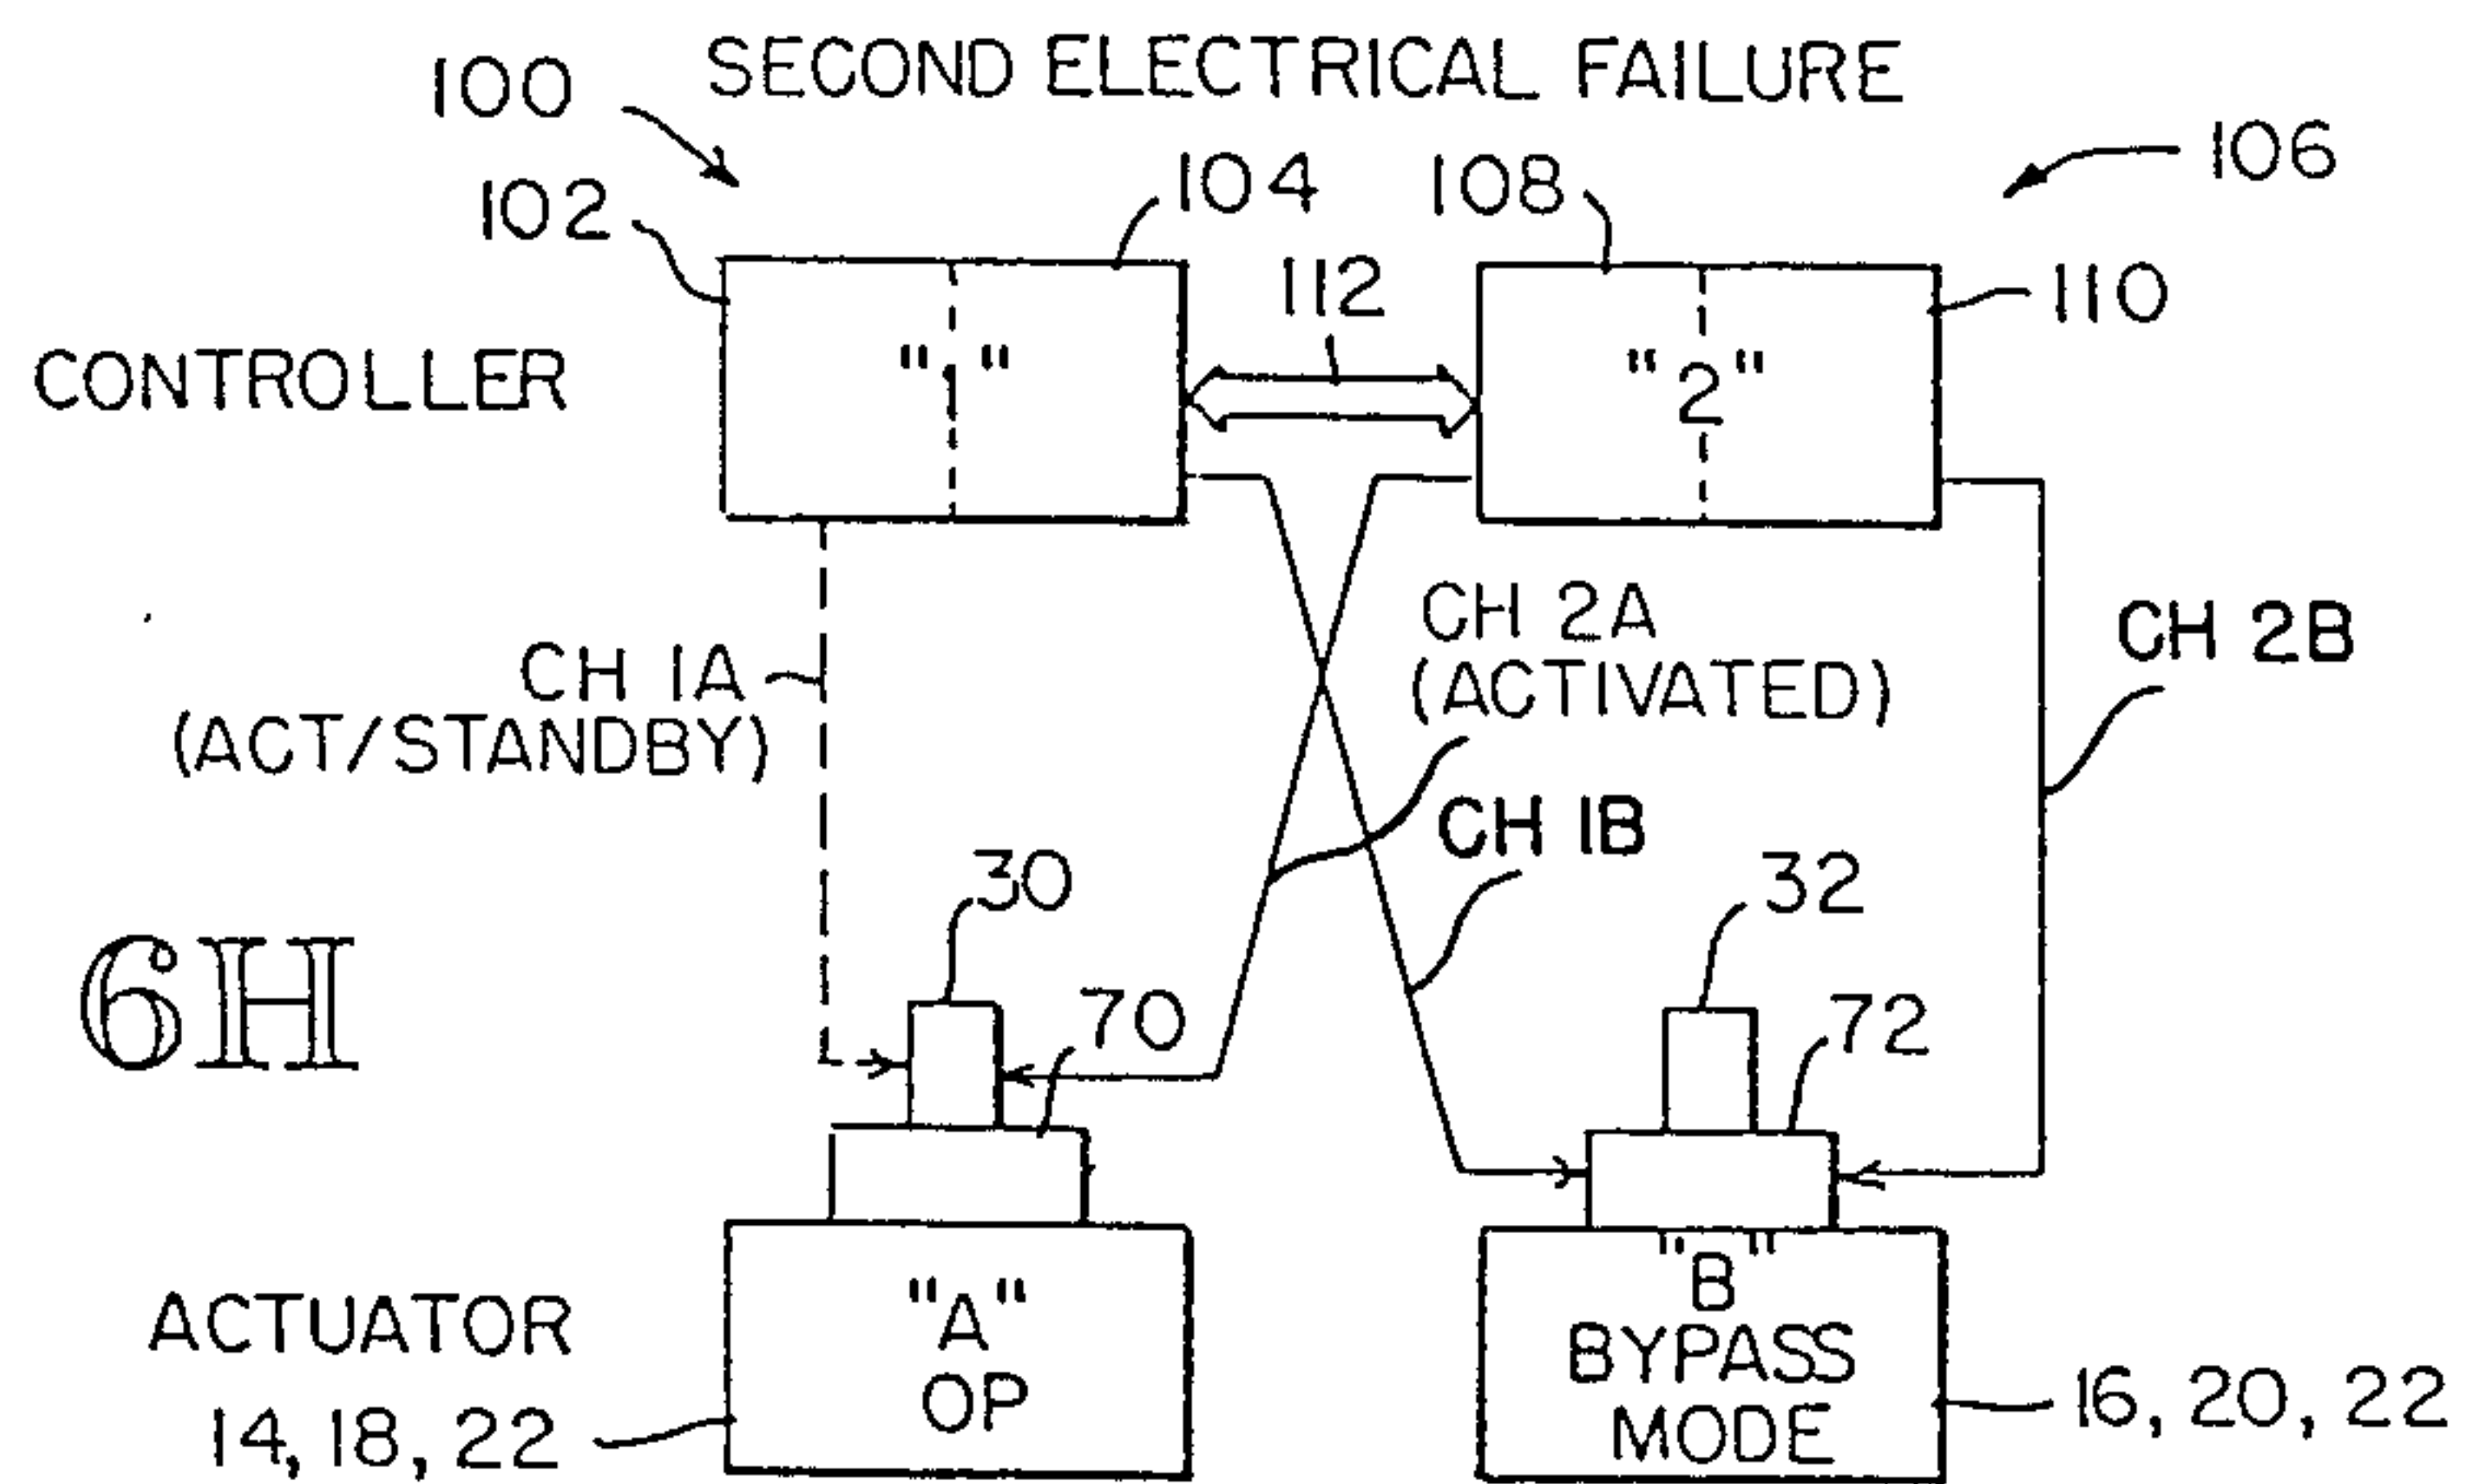 SECOND ELECTRICAL FAILURE
100
106
102
104
108
112
110
CONTROLLER
"1"
"2"
CH 1A
(ACT/STANDBY)
CH 2A
(ACTIVATED)
CH 2B
CH 1B
30
32
6H
70
72
ACTUATOR
14, 18, 22
"A"
OP
"B"
BYPASS
MODE
16, 20, 22